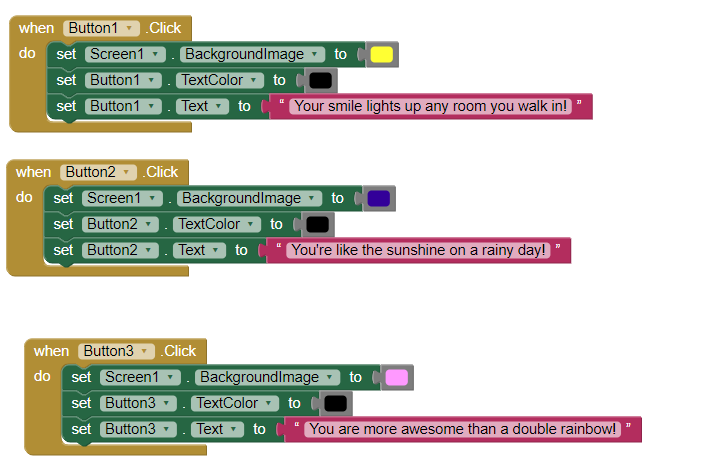 when Button1 .Click
do set Screen1 . BackgroundImage to
set Button1 . TextColor to
set Button1 . Text to “ Your smile lights up any room you walk in! ”
when Button2 .Click
do set Screen1 . BackgroundImage to
set Button2 . TextColor to
set Button2 . Text to “ You're like the sunshine on a rainy day! ”
when Button3 .Click
do set Screen1 . BackgroundImage to
set Button3 . TextColor to
set Button3 . Text to “ You are more awesome than a double rainbow! ”